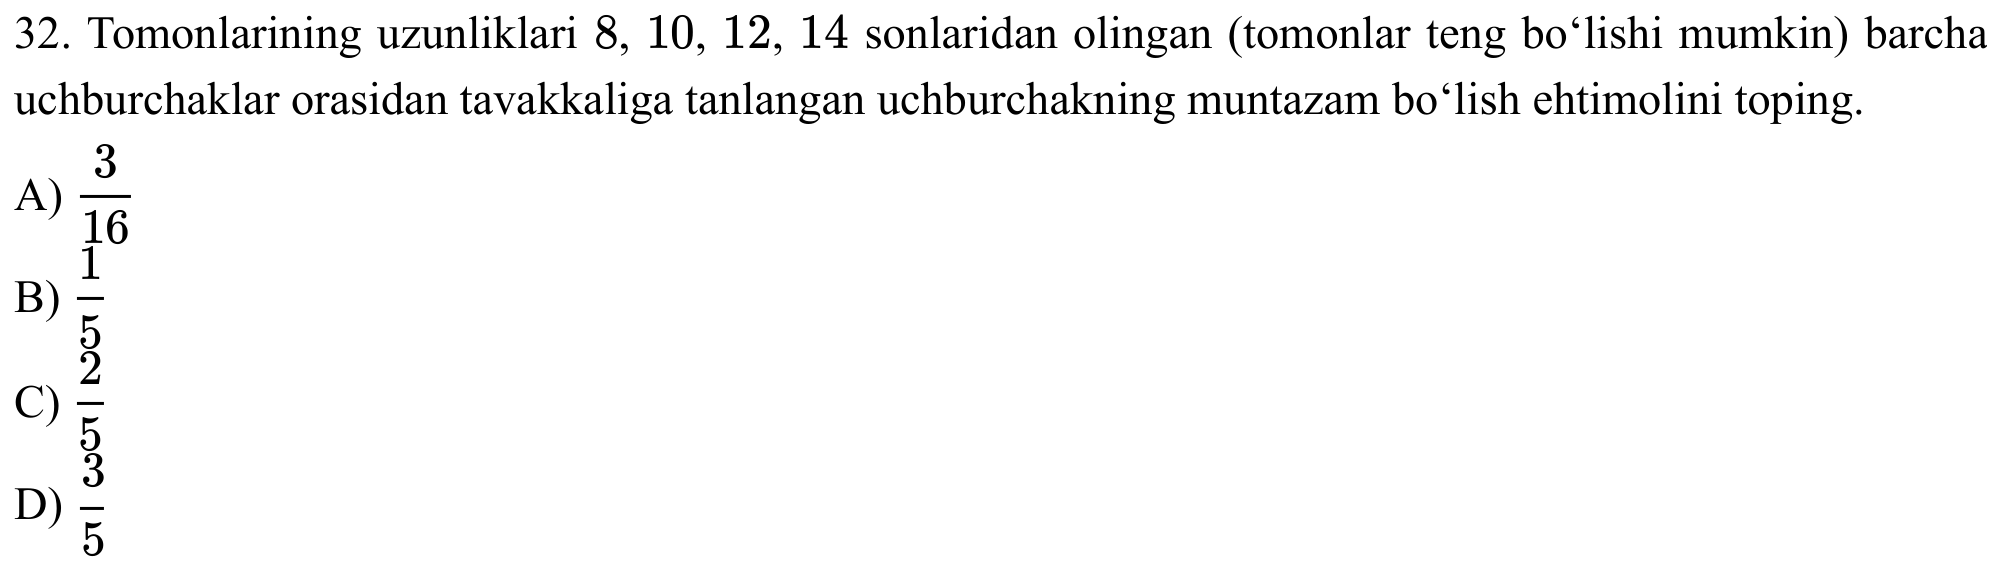 32. Tomonlarining uzunliklari 8, 10, 12, 14 sonlaridan olingan (tomonlar teng bo‘lishi mumkin) barcha
uchburchaklar orasidan tavakkaliga tanlangan uchburchakning muntazam bo‘lish ehtimolini toping.
A) 3/16
B) 1/5
C) 2/5
D) 3/5